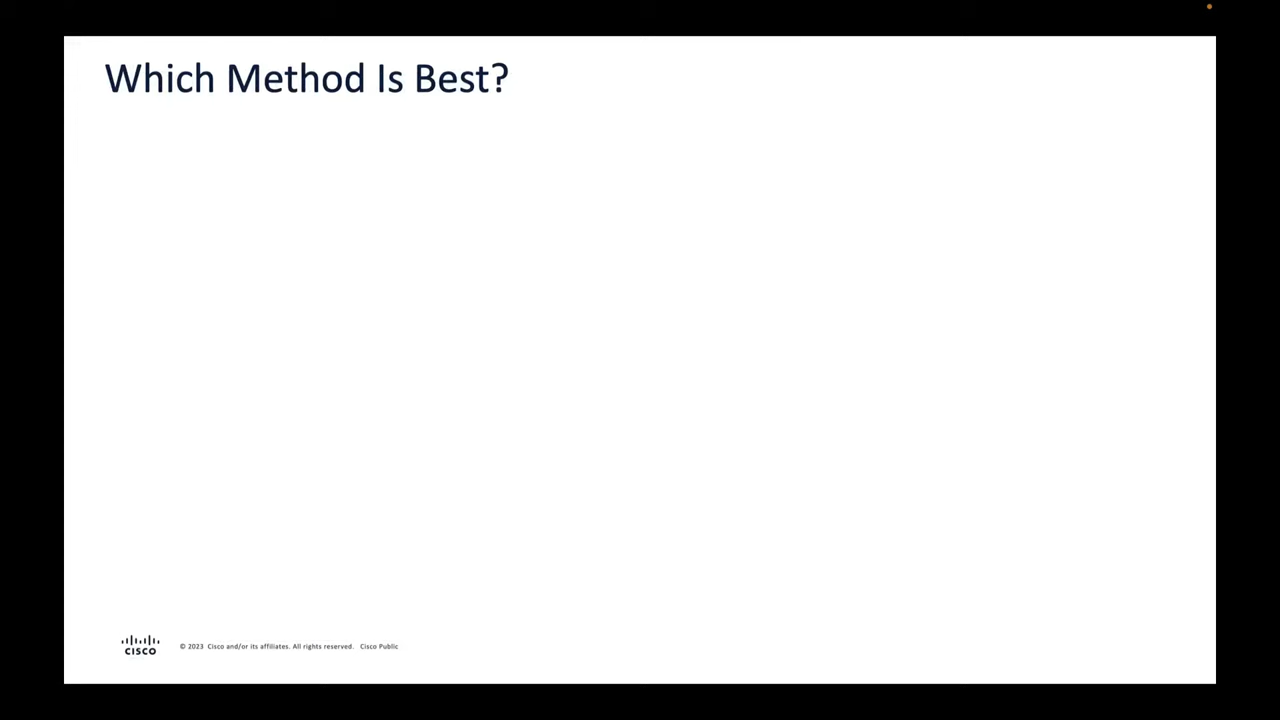 Which Method Is Best?
CISCO
© 2023 Cisco and/or its affiliates. All rights reserved. Cisco Public